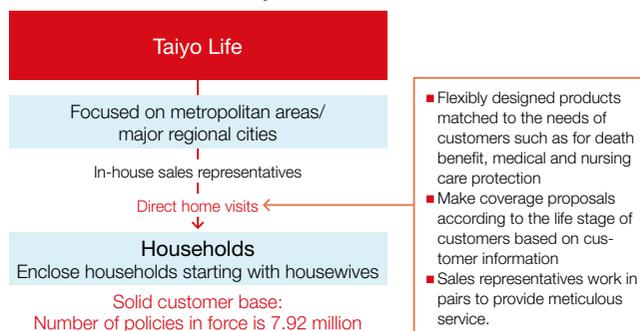 Taiyo Life
Focused on metropolitan areas/
major regional cities
In-house sales representatives
Direct home visits
Households
Enclose households starting with housewives
Solid customer base:
Number of policies in force is 7.92 million
■ Flexibly designed products
matched to the needs of
customers such as for death
benefit, medical and nursing
care protection
■ Make coverage proposals
according to the life stage of
customers based on cus-
tomer information
■ Sales representatives work in
pairs to provide meticulous
service.